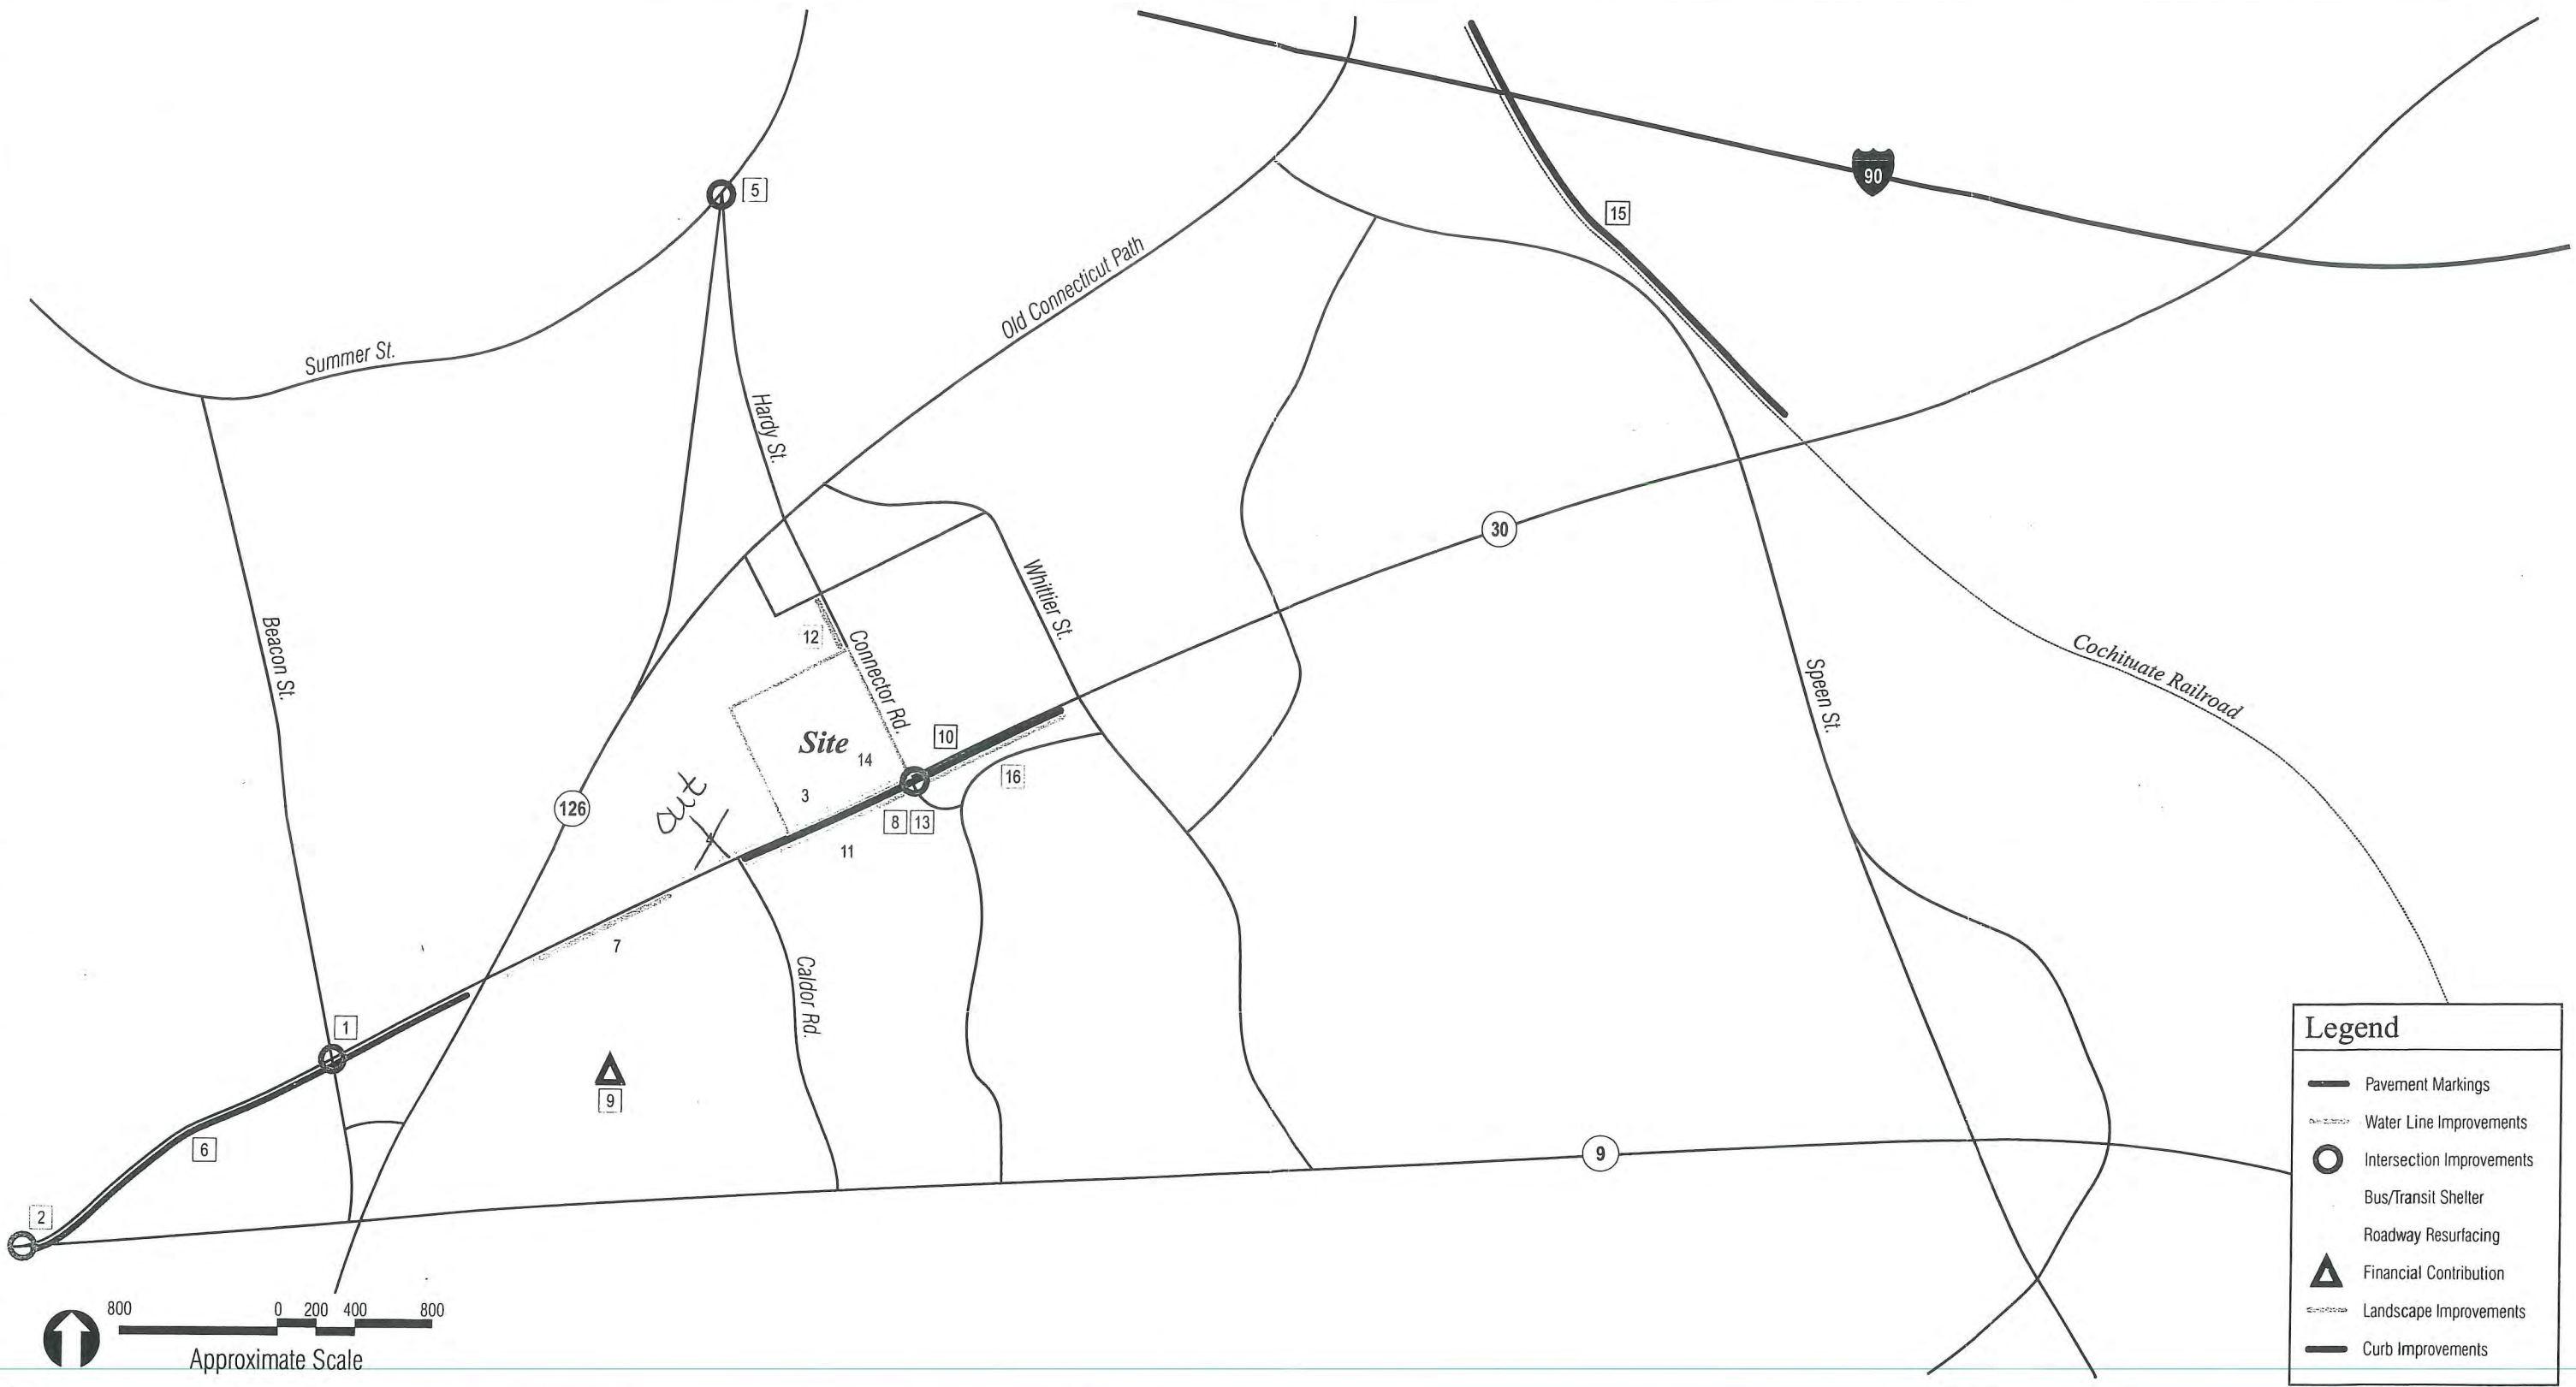 90
5
15
Old Connecticut Path
Summer St.
Hardy St.
30
Whittier St.
Beacon St.
12
Connector Rd.
Cochituate Railroad
Speen St.
Site
14
10
16
3
126
out
4
8
13
11
7
Caldor Rd.
1
9
6
9
2
Legend
Pavement Markings
Water Line Improvements
Intersection Improvements
Bus/Transit Shelter
Roadway Resurfacing
Financial Contribution
Landscape Improvements
Curb Improvements
800 0 200 400 800
Approximate Scale